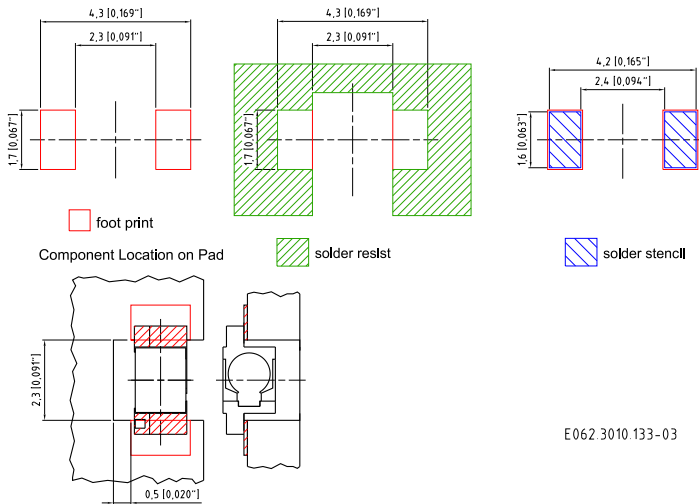 4,3 [0,169"]
2,3 [0,091"]
1,7 [0,067"]
4,3 [0,169"]
2,3 [0,091"]
1,7 [0,067"]
4,2 [0,165"]
2,4 [0,094"]
1,6 [0,063"]
foot print
Component Location on Pad
solder resist
solder stencil
2,3 [0,091"]
0,5 [0,020"]
E062.3010.133-03